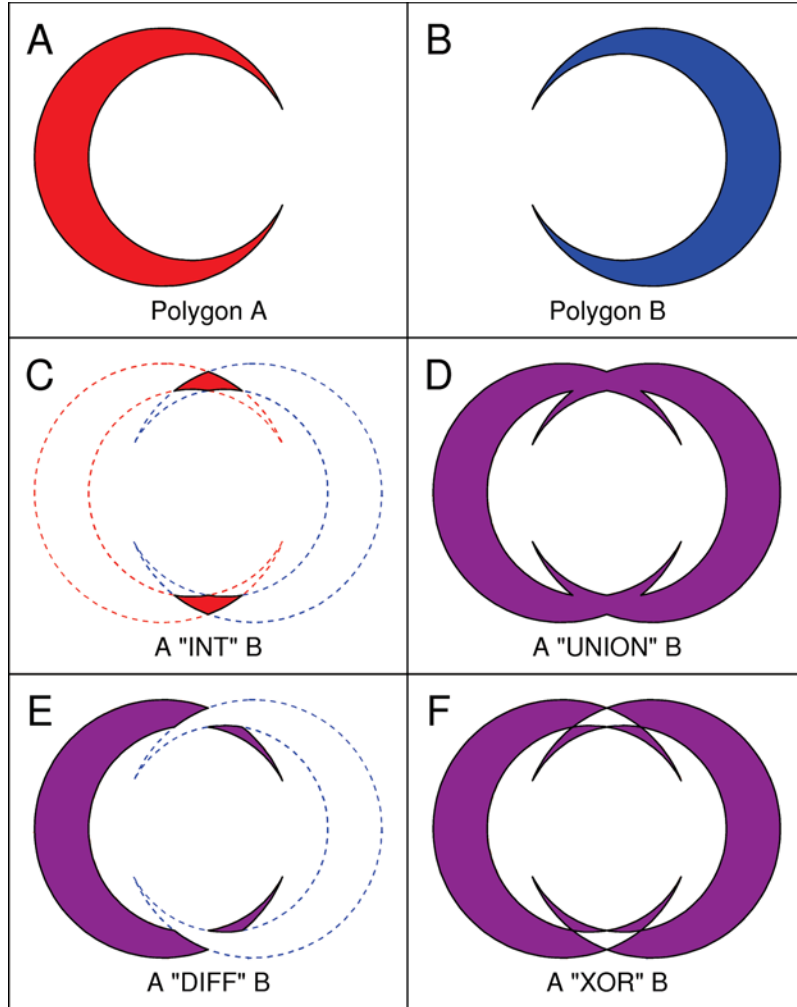 A
Polygon A
B
Polygon B
C
A "INT" B
D
A "UNION" B
E
A "DIFF" B
F
A "XOR" B